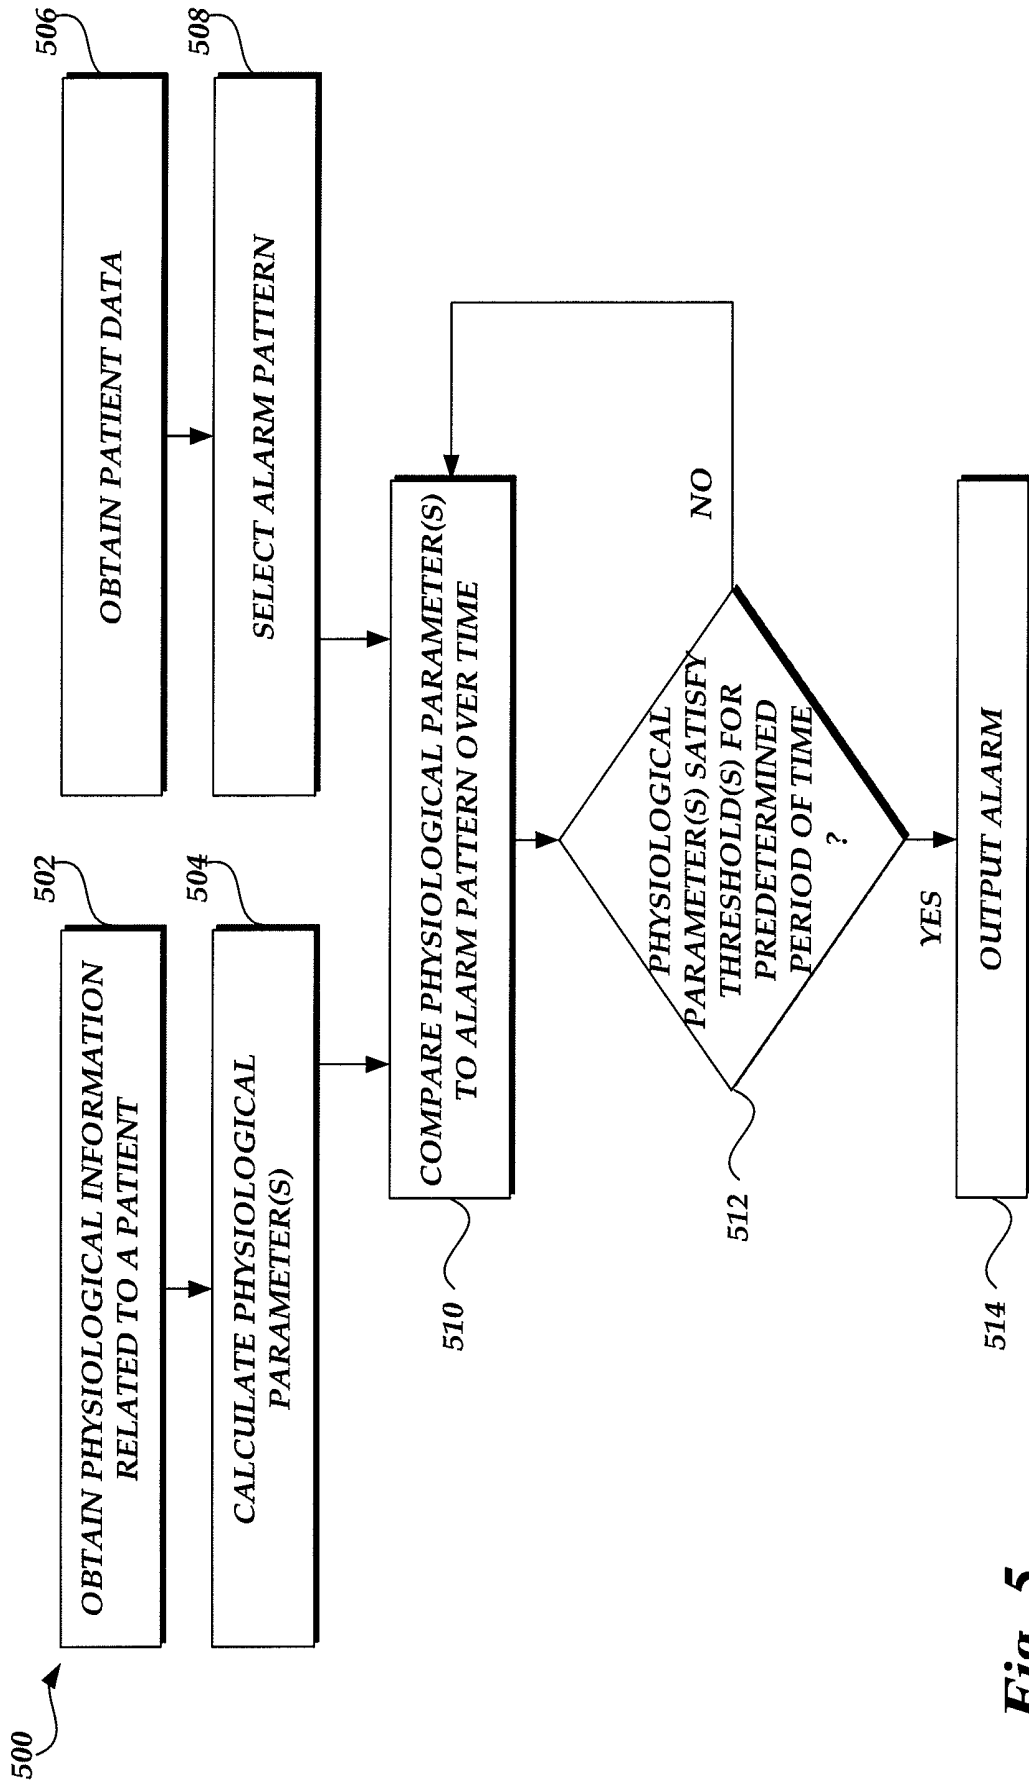 500
502
OBTAIN PHYSIOLOGICAL INFORMATION
RELATED TO A PATIENT
506
OBTAIN PATIENT DATA
504
CALCULATE PHYSIOLOGICAL
PARAMETER(S)
508
SELECT ALARM PATTERN
510
COMPARE PHYSIOLOGICAL PARAMETER(S)
TO ALARM PATTERN OVER TIME
512
PHYSIOLOGICAL
PARAMETER(S) SATISFY
THRESHOLD(S) FOR
PREDETERMINED
PERIOD OF TIME
?
NO
YES
514
OUTPUT ALARM
Fig. 5